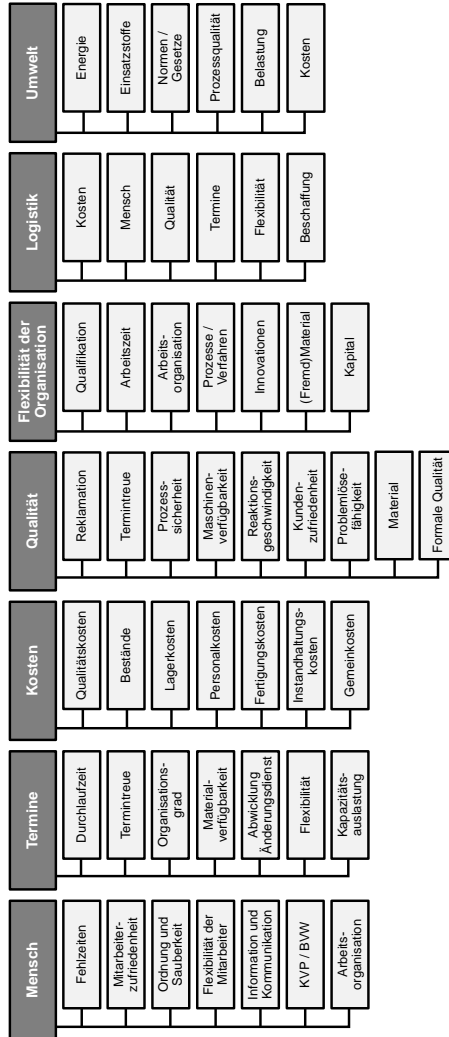 Mensch
Fehlzeiten
Mitarbeiter-
zufriedenheit
Ordnung und
Sauberkeit
Flexibilität der
Mitarbeiter
Information und
Kommunikation
KVP / BVW
Arbeits-
organisation
Termine
Durchlaufzeit
Termintreue
Organisations-
grad
Material-
verfügbarkeit
Abwicklung
Änderungsdienst
Flexibilität
Kapazitäts-
auslastung
Kosten
Qualitätskosten
Bestände
Lagerkosten
Personalkosten
Fertigungskosten
Instandhaltungs-
kosten
Gemeinkosten
Qualität
Reklamation
Termintreue
Prozess-
sicherheit
Maschinen-
verfügbarkeit
Reaktions-
geschwindigkeit
Kunden-
zufriedenheit
Problemlöse-
fähigkeit
Material
Formale Qualität
Flexibilität der
Organisation
Qualifikation
Arbeitszeit
Arbeits-
organisation
Prozesse /
Verfahren
Innovationen
(Fremd)Material
Kapital
Logistik
Kosten
Mensch
Qualität
Termine
Flexibilität
Beschaffung
Umwelt
Energie
Einsatzstoffe
Normen /
Gesetze
Prozessqualität
Belastung
Kosten